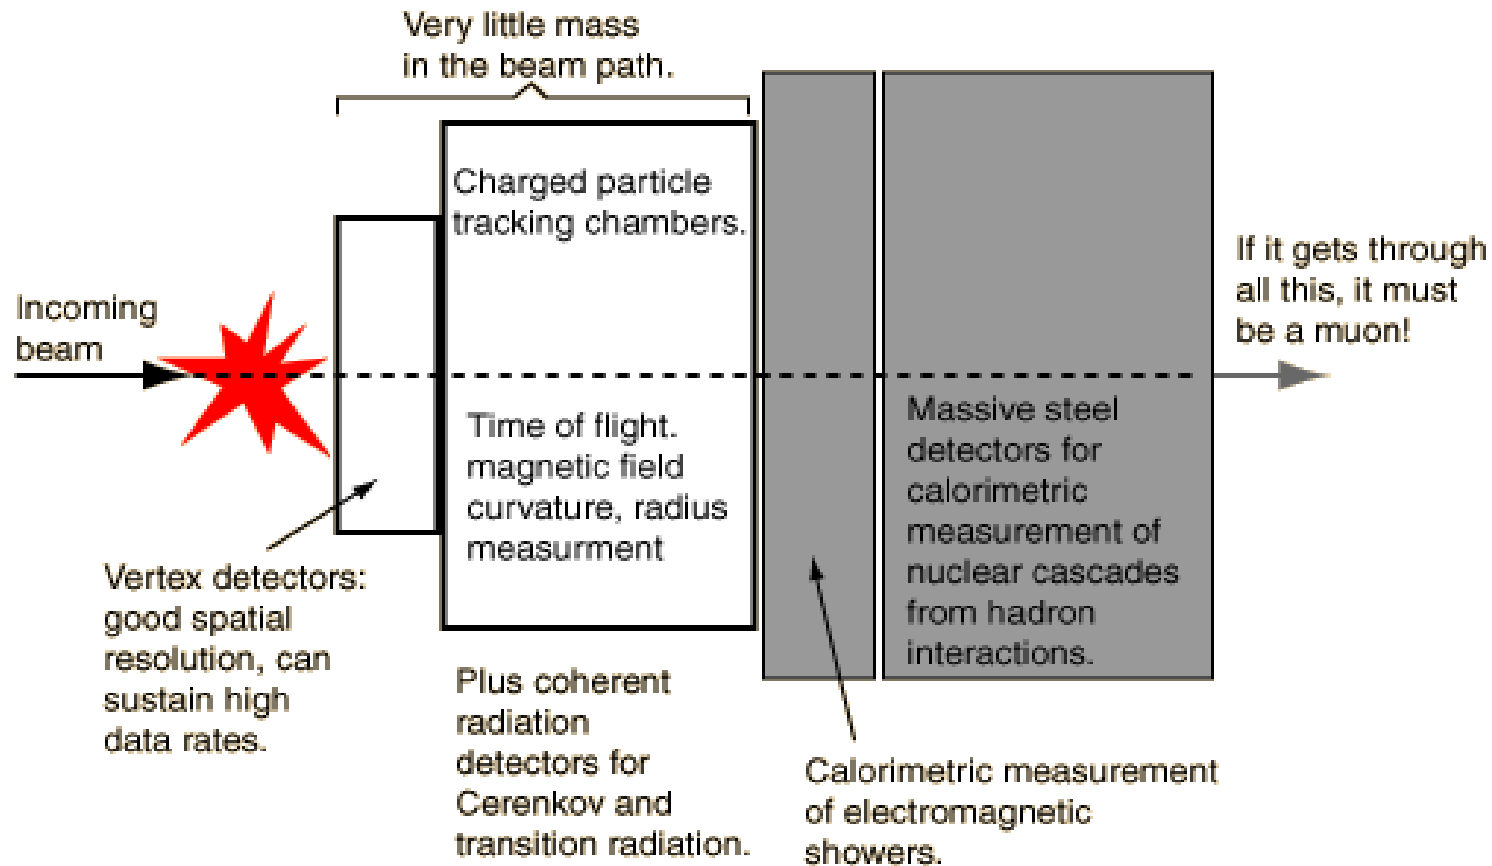 Very little mass
in the beam path.
Charged particle
tracking chambers.
Incoming
beam
If it gets through
all this, it must
be a muon!
Time of flight.
magnetic field
curvature, radius
measurment
Massive steel
detectors for
calorimetric
measurement of
nuclear cascades
from hadron
interactions.
Vertex detectors:
good spatial
resolution, can
sustain high
data rates.
Plus coherent
radiation
detectors for
Cerenkov and
transition radiation.
Calorimetric measurement
of electromagnetic
showers.